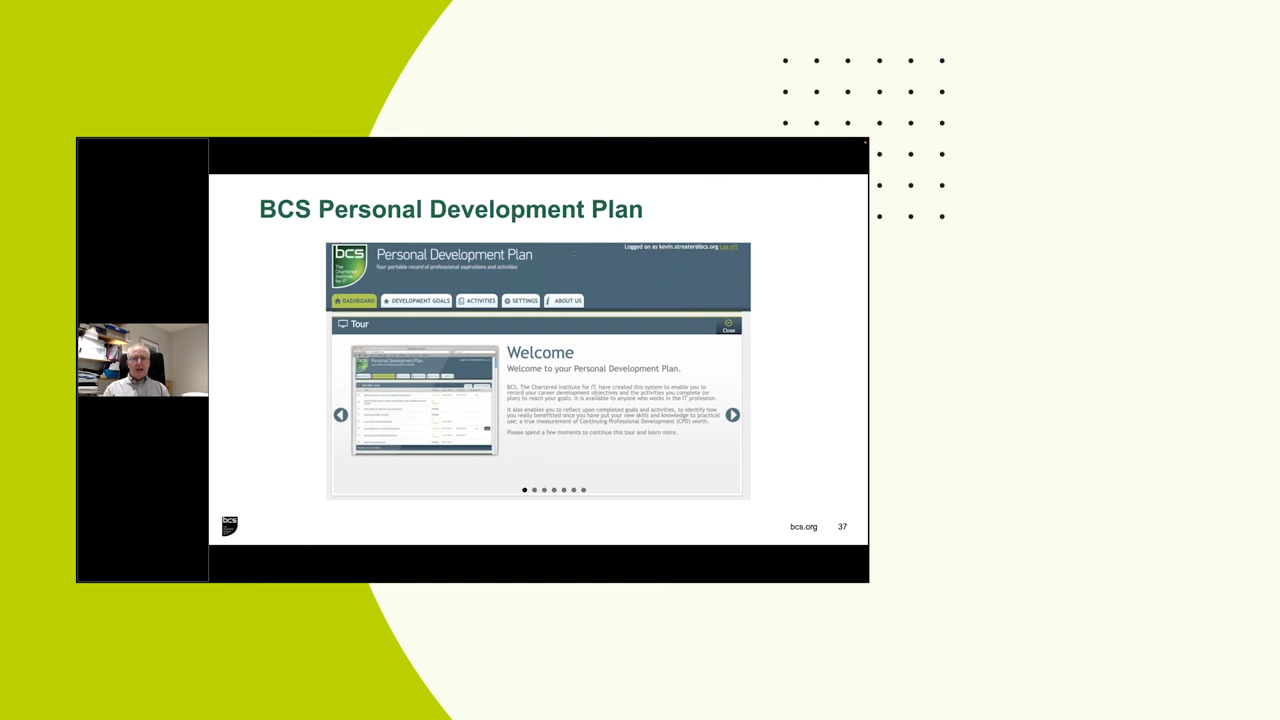 BCS Personal Development Plan
bcs
The
Chartered
Institute
for IT
Personal Development Plan
Your portable record of professional aspirations and activities
Logged on as kevin.streater@bcs.org Log off
DASHBOARD
DEVELOPMENT GOALS
ACTIVITIES
SETTINGS
ABOUT US
Tour
Close
Personal Development Plan
Welcome
Welcome to your Personal Development Plan.
BCS, The Chartered Institute for IT, have created this system to enable you to
record your career development objectives and the activities you complete (or
plan) to reach your goals. It is available to anyone who works in the IT profession.
It also enables you to reflect upon completed goals and activities, to identify how
you really benefitted once you have put your new skills and knowledge to practical
use; a true measurement of Continuing Professional Development (CPD) worth.
Please spend a few moments to continue this tour and learn more.
bcs
bcs.org 37